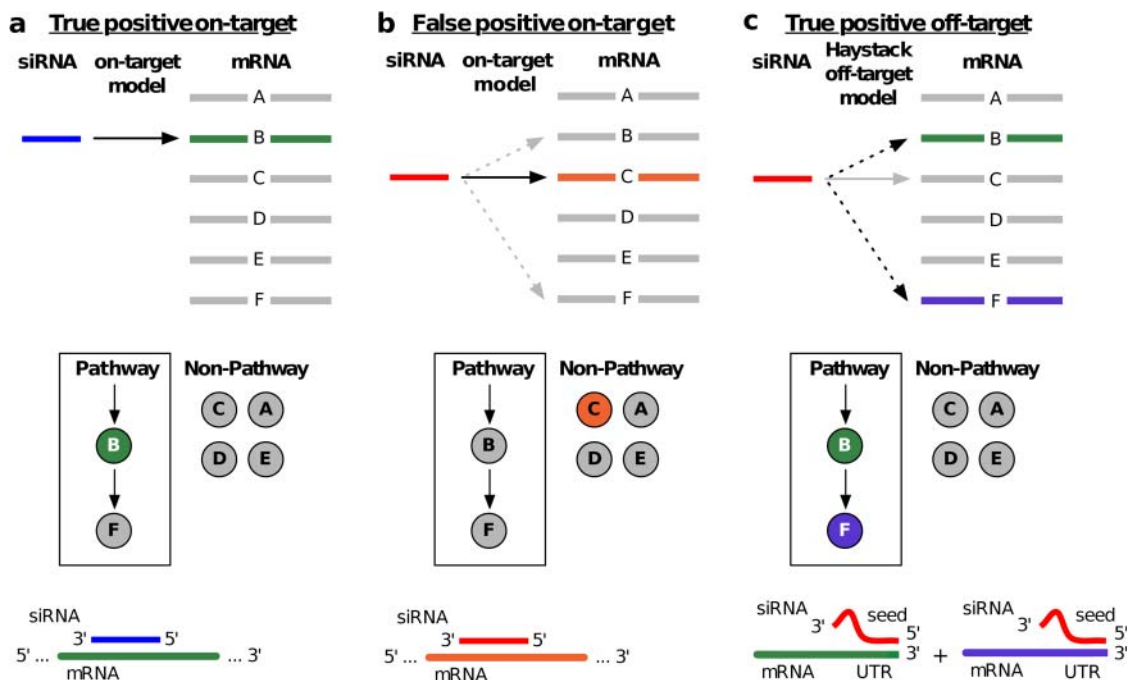 a True positive on-target
siRNA on-target model mRNA
A
B
C
D
E
F
Pathway Non-Pathway
C A
B
D E
F
siRNA
3' 5'
5' ... ... 3'
mRNA
b False positive on-target
siRNA on-target model mRNA
A
B
C
D
E
F
Pathway Non-Pathway
C A
B
D E
F
siRNA
3' 5'
5' ... ... 3'
mRNA
c True positive off-target
siRNA Haystack off-target model mRNA
A
B
C
D
E
F
Pathway Non-Pathway
C A
B
D E
F
siRNA seed
3' 5'
3'
mRNA UTR
+
siRNA seed
3' 5'
3'
mRNA UTR